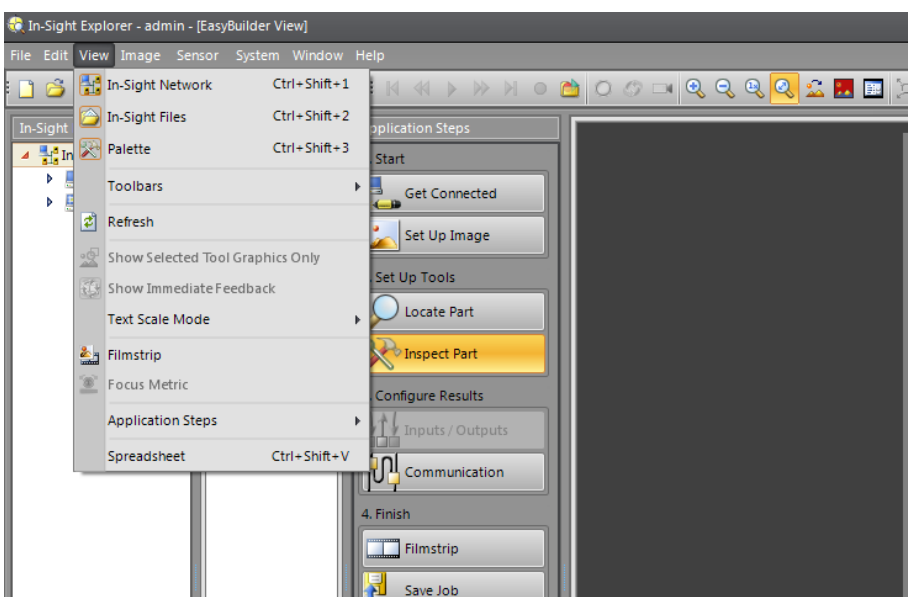 In-Sight Explorer - admin - [EasyBuilder View]
File Edit View Image Sensor System Window Help
In-Sight Network Ctrl+Shift+1
In-Sight Files Ctrl+Shift+2
Palette Ctrl+Shift+3
Toolbars
Refresh
Show Selected Tool Graphics Only
Show Immediate Feedback
Text Scale Mode
Filmstrip
Focus Metric
Application Steps
Spreadsheet Ctrl+Shift+V
In-Sight
In
Steps
Start
Get Connected
Set Up Image
Set Up Tools
Locate Part
Inspect Part
Configure Results
Inputs / Outputs
Communication
4. Finish
Filmstrip
Save Job